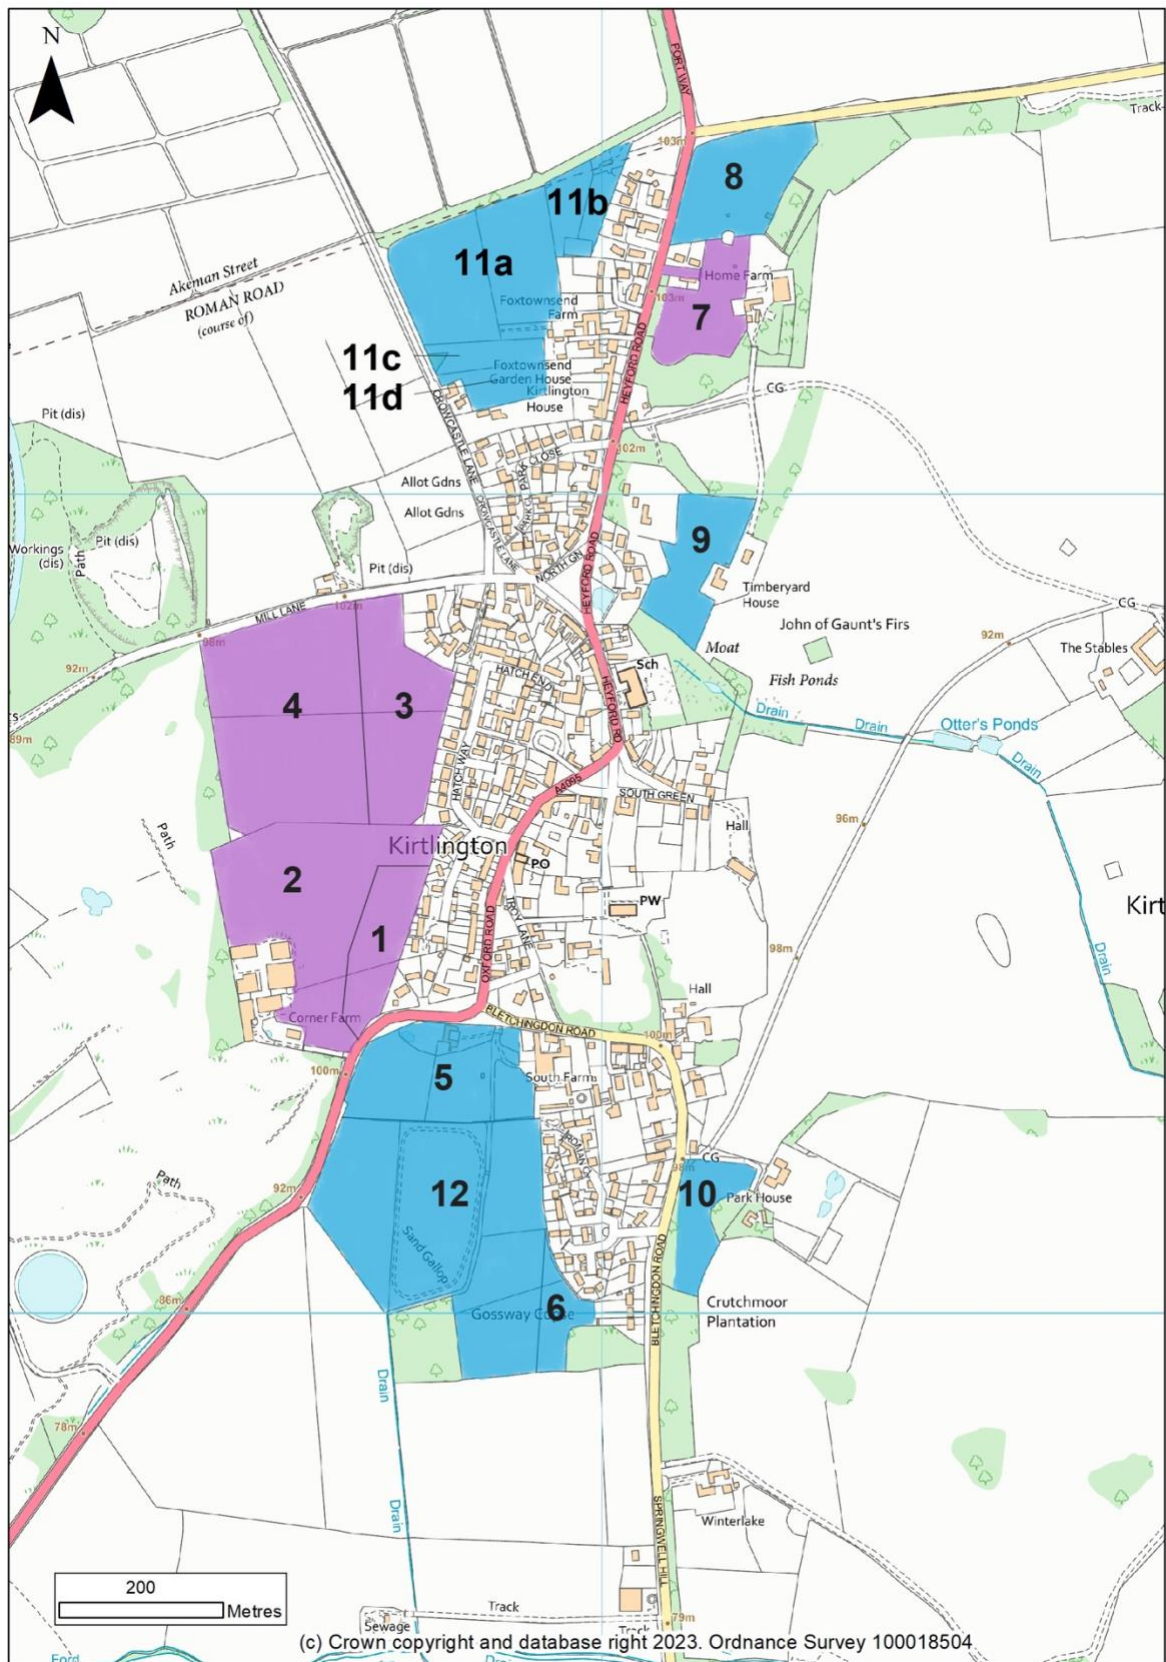 N
PORT WAY
Track
103m
8
11b
11a
Akeman Street
ROMAN ROAD
(course of)
Foxtownsend
Farm
Home Farm
103m
7
HEYFORD ROAD
11c
11d
Foxtownsend
Garden House
Kirtlington
House
CROWCASTLE LANE
CG
Pit (dis)
102m
PARK CLOSE
Allot Gdns
Allot Gdns
CROWCASTLE LANE
9
Workings
(dis)
Path
Pit (dis)
Pit (dis)
NORTH GN
HEYFORD ROAD
Timberyard
House
MILL LANE
102m
98m
92m
CG
John of Gaunt's Firs
92m
The Stables
Moat
Sch
HATCH END
HEYFORD RD
Fish Ponds
4
3
Drain
Drain
Otter's Ponds
89m
Drain
HATCH WAY
A4095
SOUTH GREEN
96m
Path
Hall
Kirtlington
PO
2
TROY LANE
PW
Kirt
1
OXFORD ROAD
98m
Drain
Hall
Corner Farm
BLETCHINGDON ROAD
100m
100m
5
South Farm
CG
98m
92m
Path
12
10
Park House
Sand Gallop
BLETCHINGDON ROAD
86m
6
Crutchmoor
Plantation
Drain
78m
Drain
SPRINGWELL HILL
Winterlake
200
Metres
Track
Sewage
79m
Track
(c) Crown copyright and database right 2023. Ordnance Survey 100018504
Ford
Drain